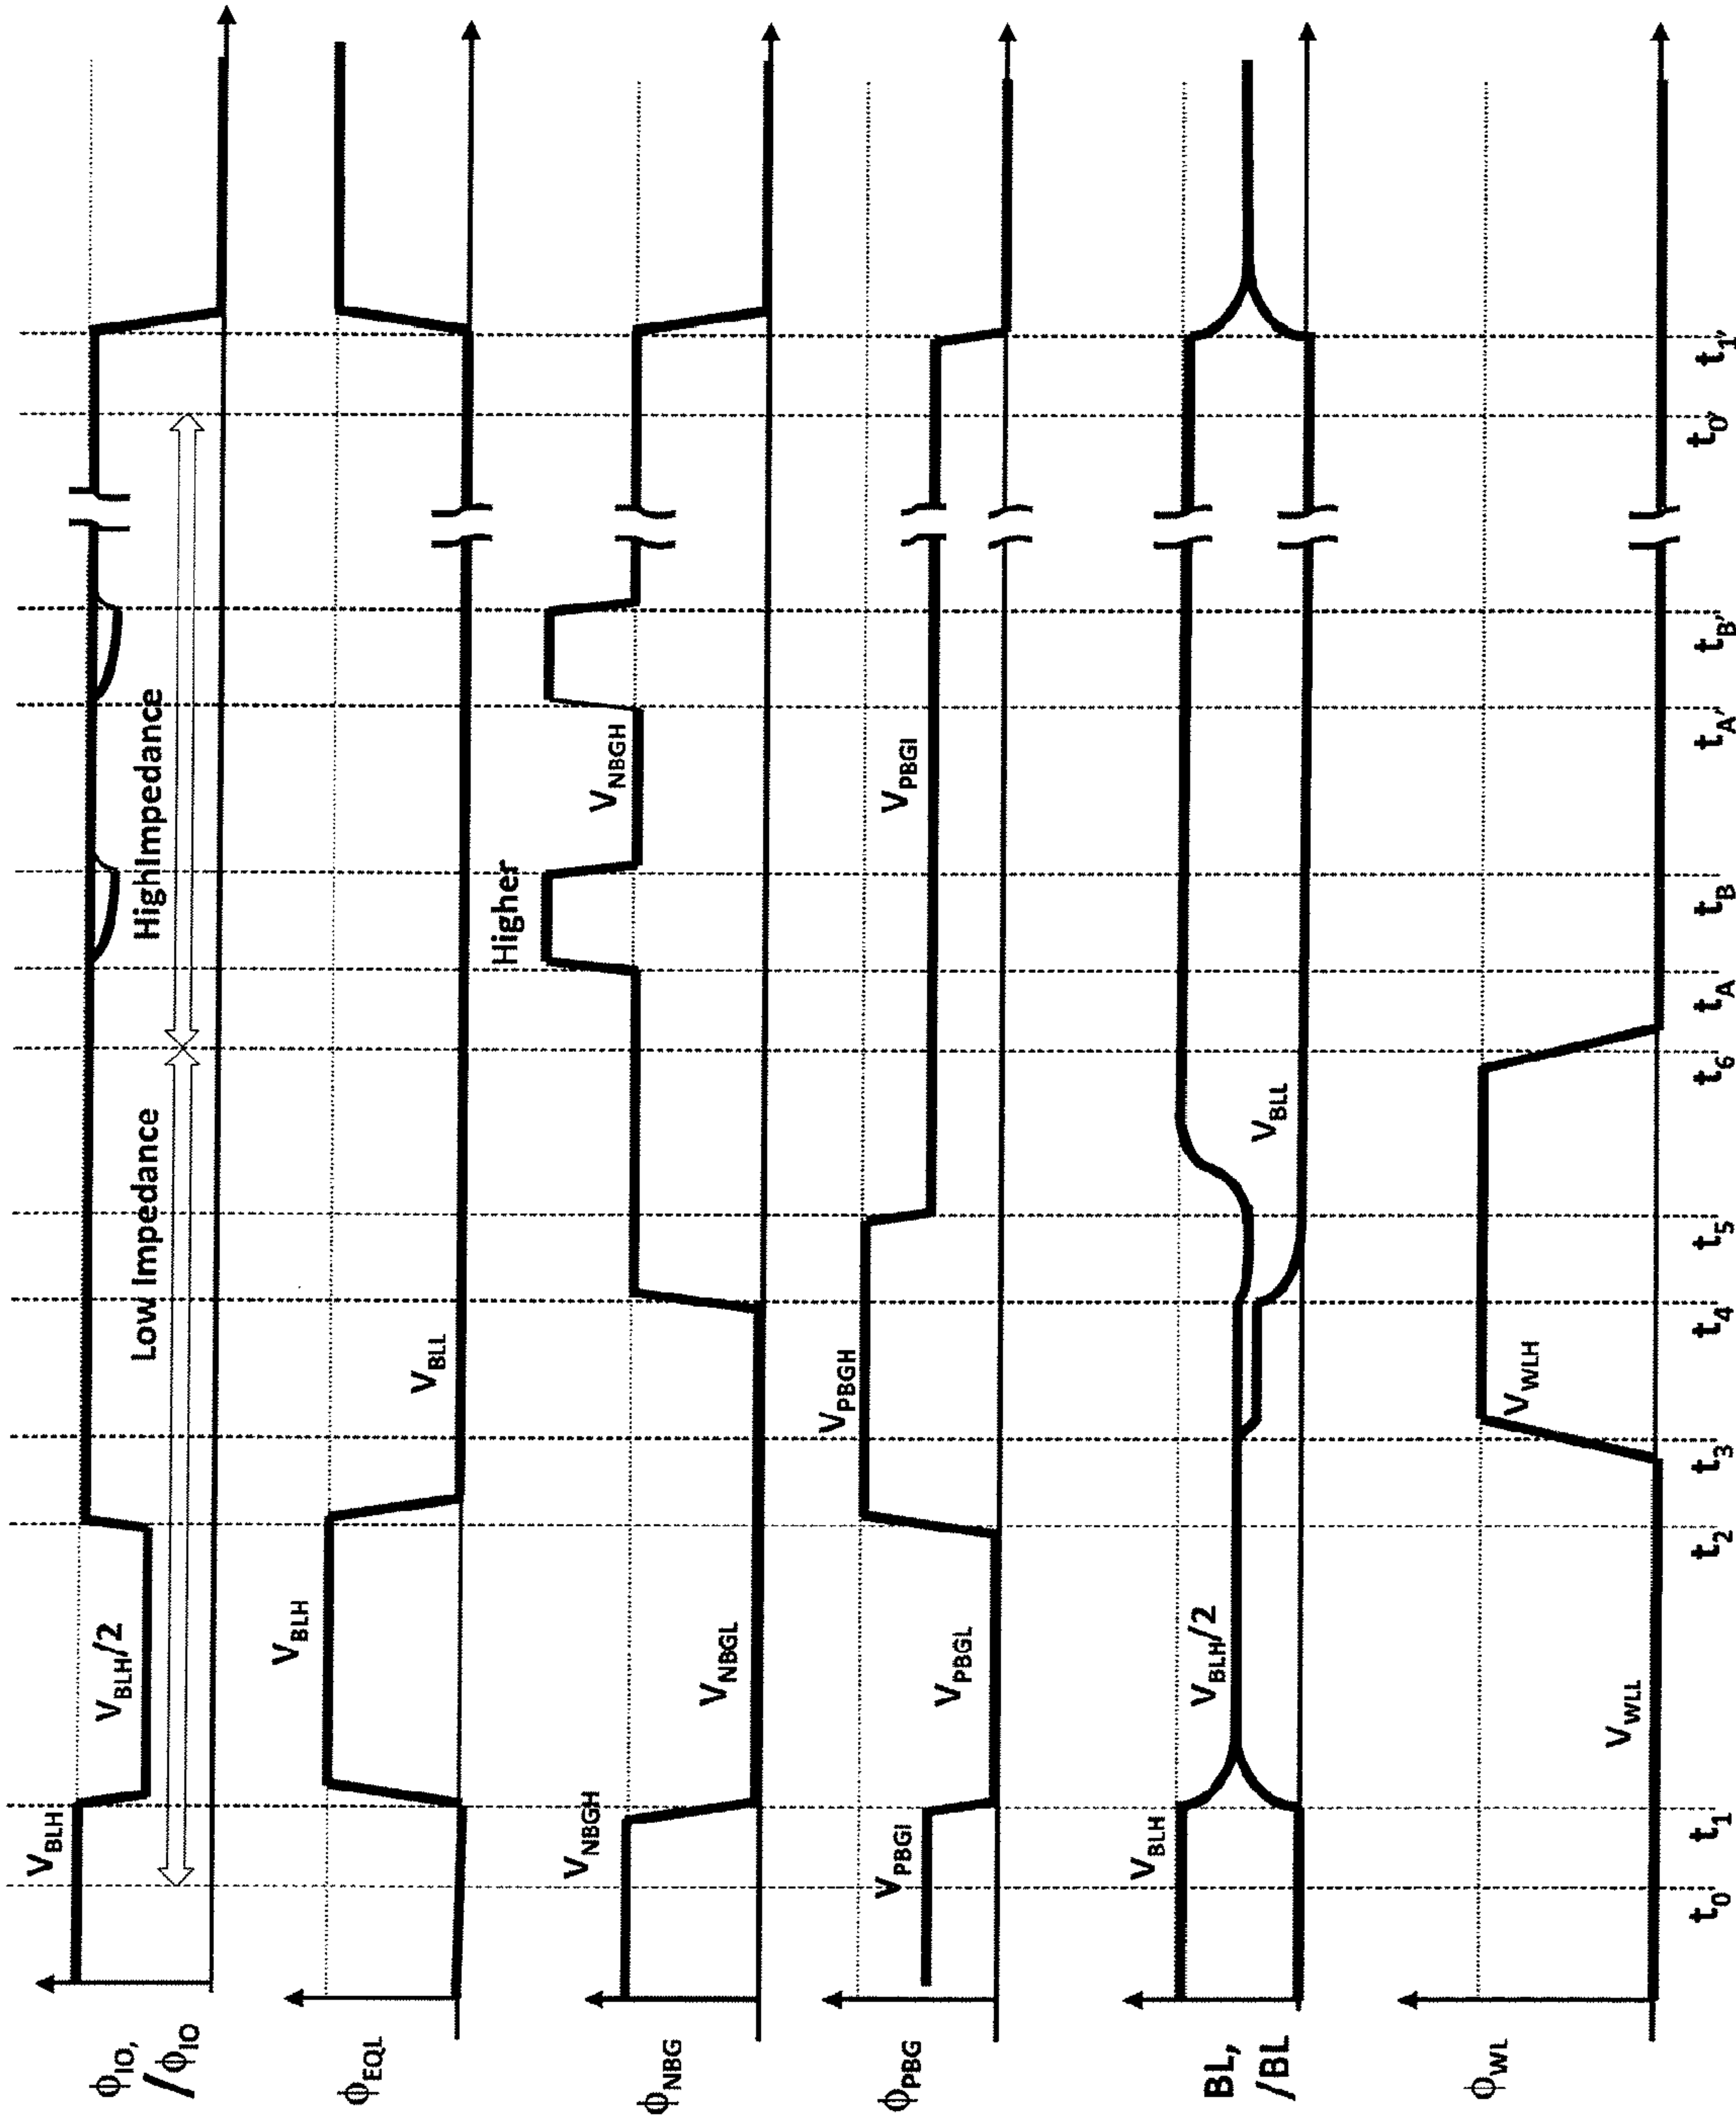 ϕIO,
/ϕIO
VBLH
VBLH/2
Low Impedance
HighImpedance
ϕEQL
VBLH
VBLL
ϕNBG
VNBGH
VNBGL
Higher
VNBGH
ϕPBG
VPBGI
VPBGL
VPBGH
VPBGI
BL,
/BL
VBLH
VBLH/2
VBLL
ϕWL
VWLL
VWLH
t0 t1 t2 t3 t4 t5 t6 tA tB tA' tB' t0' t1'